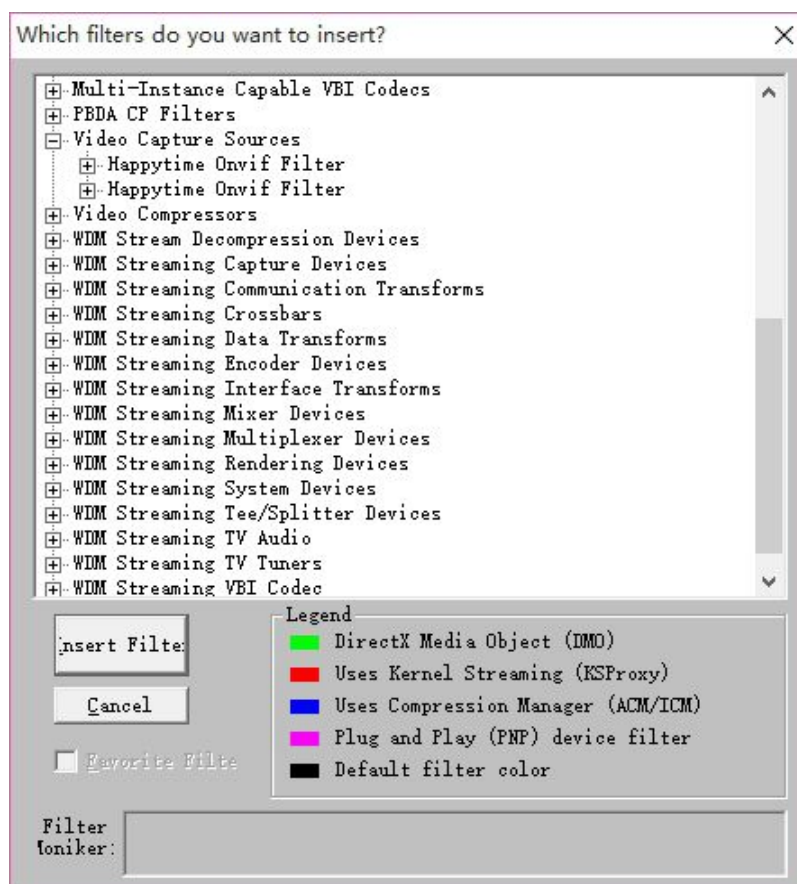 Which filters do you want to insert?
Multi-Instance Capable VBI Codecs
PBDA CP Filters
Video Capture Sources
Happytime Onvif Filter
Happytime Onvif Filter
Video Compressors
WDM Stream Decompression Devices
WDM Streaming Capture Devices
WDM Streaming Communication Transforms
WDM Streaming Crossbars
WDM Streaming Data Transforms
WDM Streaming Encoder Devices
WDM Streaming Interface Transforms
WDM Streaming Mixer Devices
WDM Streaming Multiplexer Devices
WDM Streaming Rendering Devices
WDM Streaming System Devices
WDM Streaming Tee/Splitter Devices
WDM Streaming TV Audio
WDM Streaming TV Tuners
WDM Streaming VBI Codec
nsert Filte
Cancel
Favorite Filte
Legend
DirectX Media Object (DMO)
Uses Kernel Streaming (KSProxy)
Uses Compression Manager (ACM/ICM)
Plug and Play (PNP) device filter
Default filter color
Filter
Moniker: